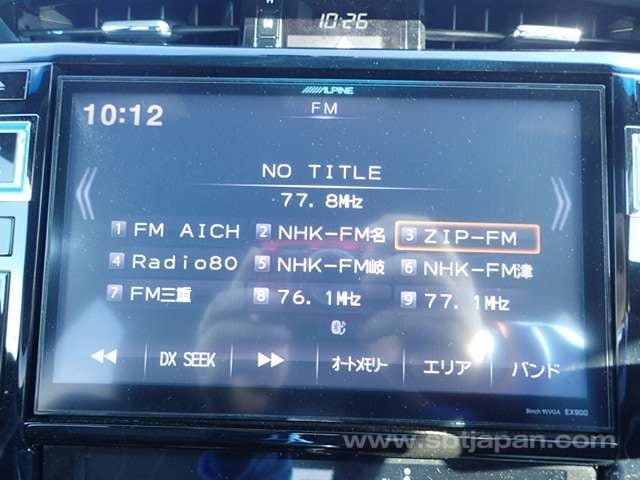 10:26
ALPINE
FM
10:12
NO TITLE
77.8MHz
1 FM AICH 2 NHK-FM名 3 ZIP-FM
4 Radio80 5 NHK-FM岐 6 NHK-FM津
7 FM三重 8 76.1MHz 9 77.1MHz
DX SEEK オートメモリー エリア バンド
9inch WVGA EX900
www.sbtjapan.com